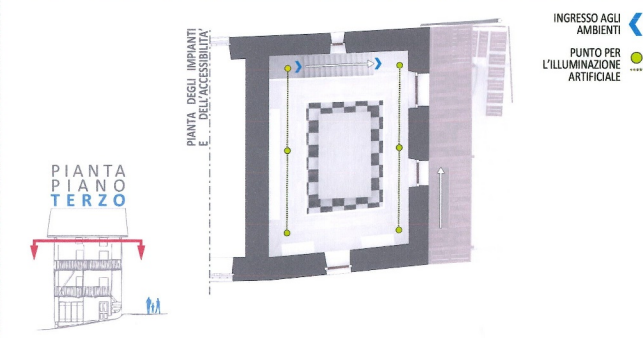 PIANTA DEGLI IMPIANTI
E DELL'ACCESSIBILITA'
INGRESSO AGLI
AMBIENTI
PUNTO PER
L'ILLUMINAZIONE
ARTIFICIALE
PIANTA
PIANO
TERZO